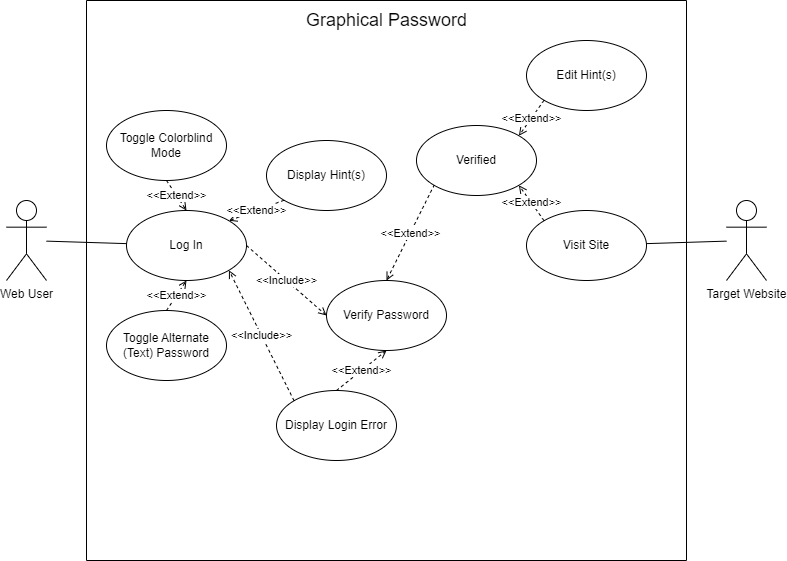 Graphical Password
Edit Hint(s)
<<Extend>>
Toggle Colorblind
Mode
Verified
Display Hint(s)
<<Extend>>
<<Extend>>
<<Extend>>
<<Extend>>
Log In
Visit Site
Web User
Target Website
<<Include>>
<<Extend>>
Verify Password
Toggle Alternate
(Text) Password
<<Include>>
<<Extend>>
Display Login Error